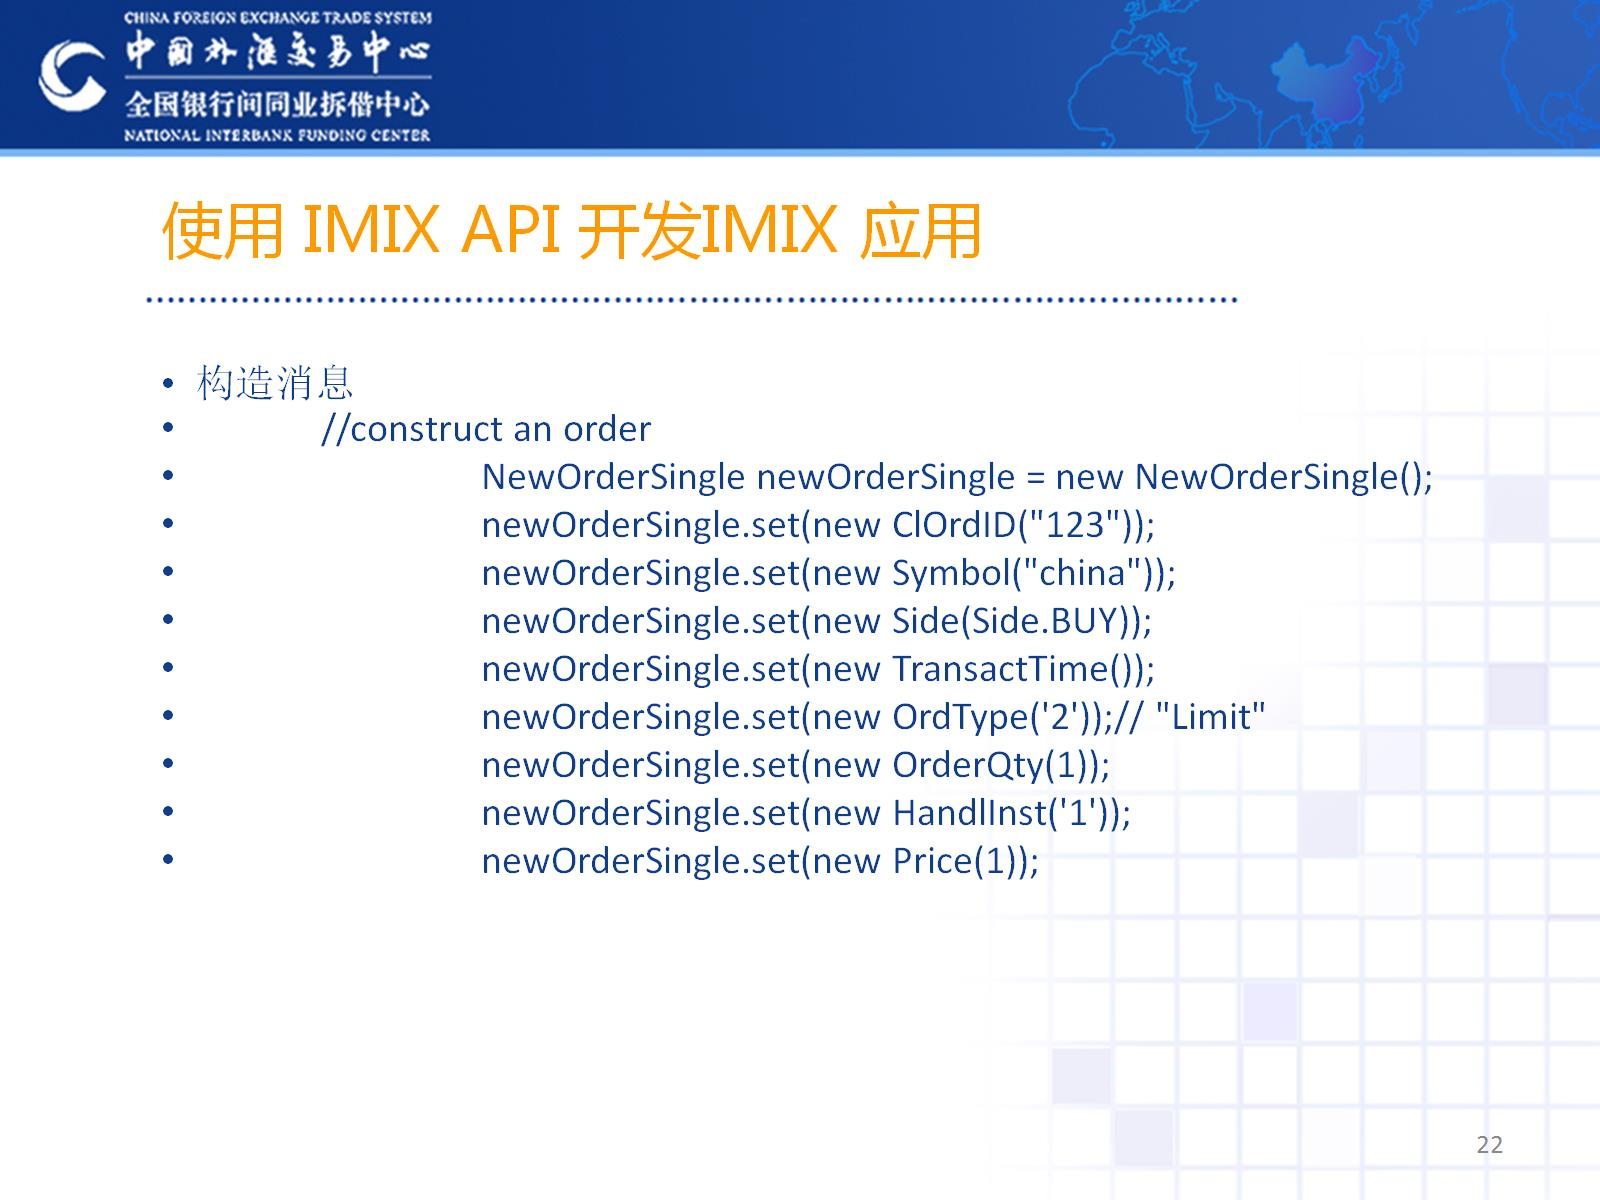 CHINA FOREIGN EXCHANGE TRADE SYSTEM
中国外汇交易中心
全国银行间同业拆借中心
NATIONAL INTERBANK FUNDING CENTER
使用 IMIX API 开发IMIX 应用
• 构造消息
• //construct an order
• NewOrderSingle newOrderSingle = new NewOrderSingle();
• newOrderSingle.set(new ClOrdID("123"));
• newOrderSingle.set(new Symbol("china"));
• newOrderSingle.set(new Side(Side.BUY));
• newOrderSingle.set(new TransactTime());
• newOrderSingle.set(new OrdType('2'));// "Limit"
• newOrderSingle.set(new OrderQty(1));
• newOrderSingle.set(new HandlInst('1'));
• newOrderSingle.set(new Price(1));
22